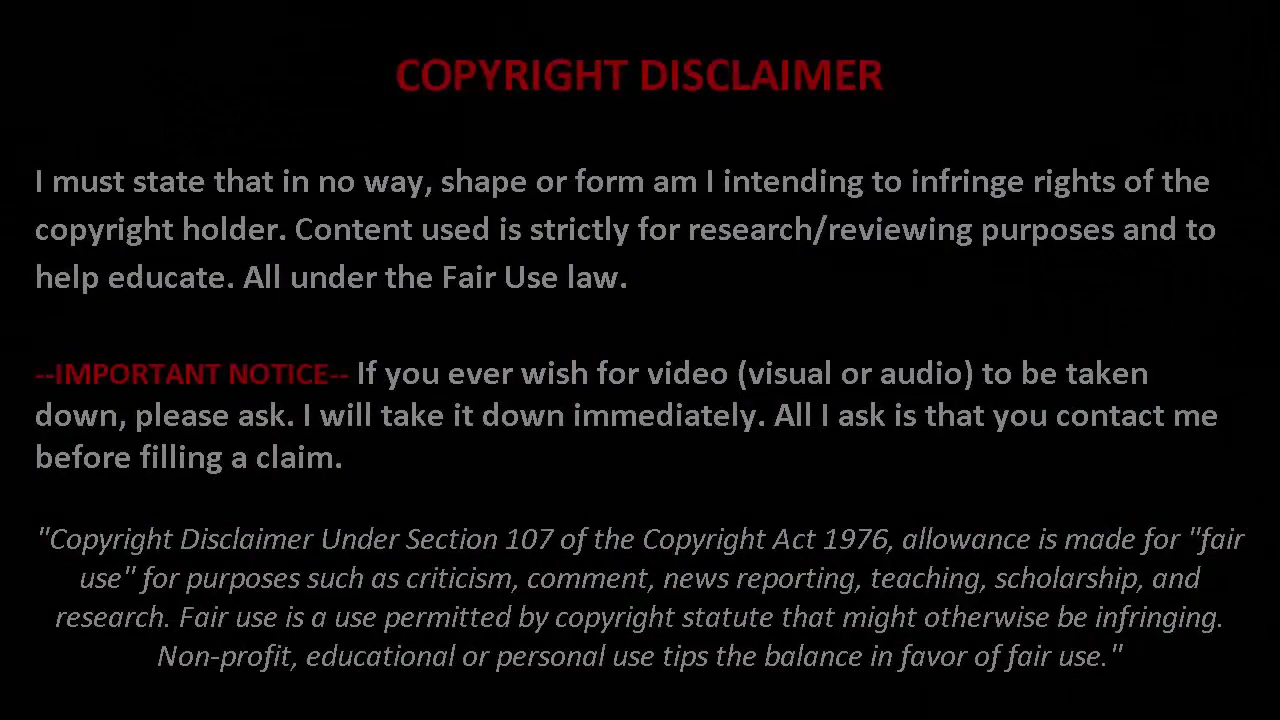 COPYRIGHT DISCLAIMER
I must state that in no way, shape or form am I intending to infringe rights of the
copyright holder. Content used is strictly for research/reviewing purposes and to
help educate. All under the Fair Use law.
--IMPORTANT NOTICE-- If you ever wish for video (visual or audio) to be taken
down, please ask. I will take it down immediately. All I ask is that you contact me
before filling a claim.
"Copyright Disclaimer Under Section 107 of the Copyright Act 1976, allowance is made for "fair
use" for purposes such as criticism, comment, news reporting, teaching, scholarship, and
research. Fair use is a use permitted by copyright statute that might otherwise be infringing.
Non-profit, educational or personal use tips the balance in favor of fair use."